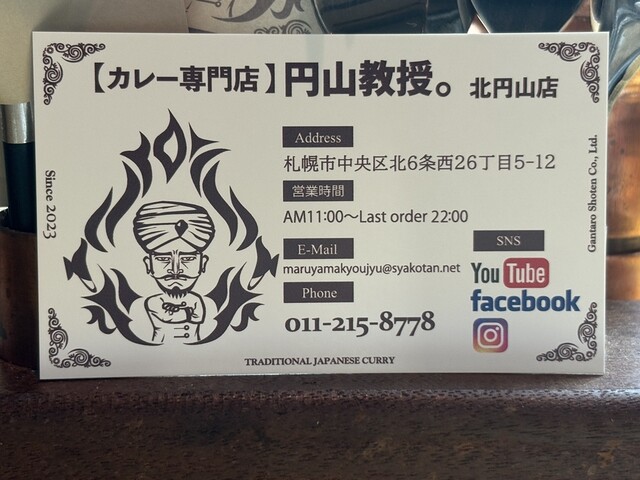 【カレー専門店】円山教授。 北円山店
Since 2023
Address
札幌市中央区北6条西26丁目5-12
営業時間
AM11:00〜Last order 22:00
E-Mail
maruyamakyoujyu@syakotan.net
Phone
011-215-8778
SNS
YouTube
facebook
TRADITIONAL JAPANESE CURRY
Gantaro Shoten Co., Ltd.